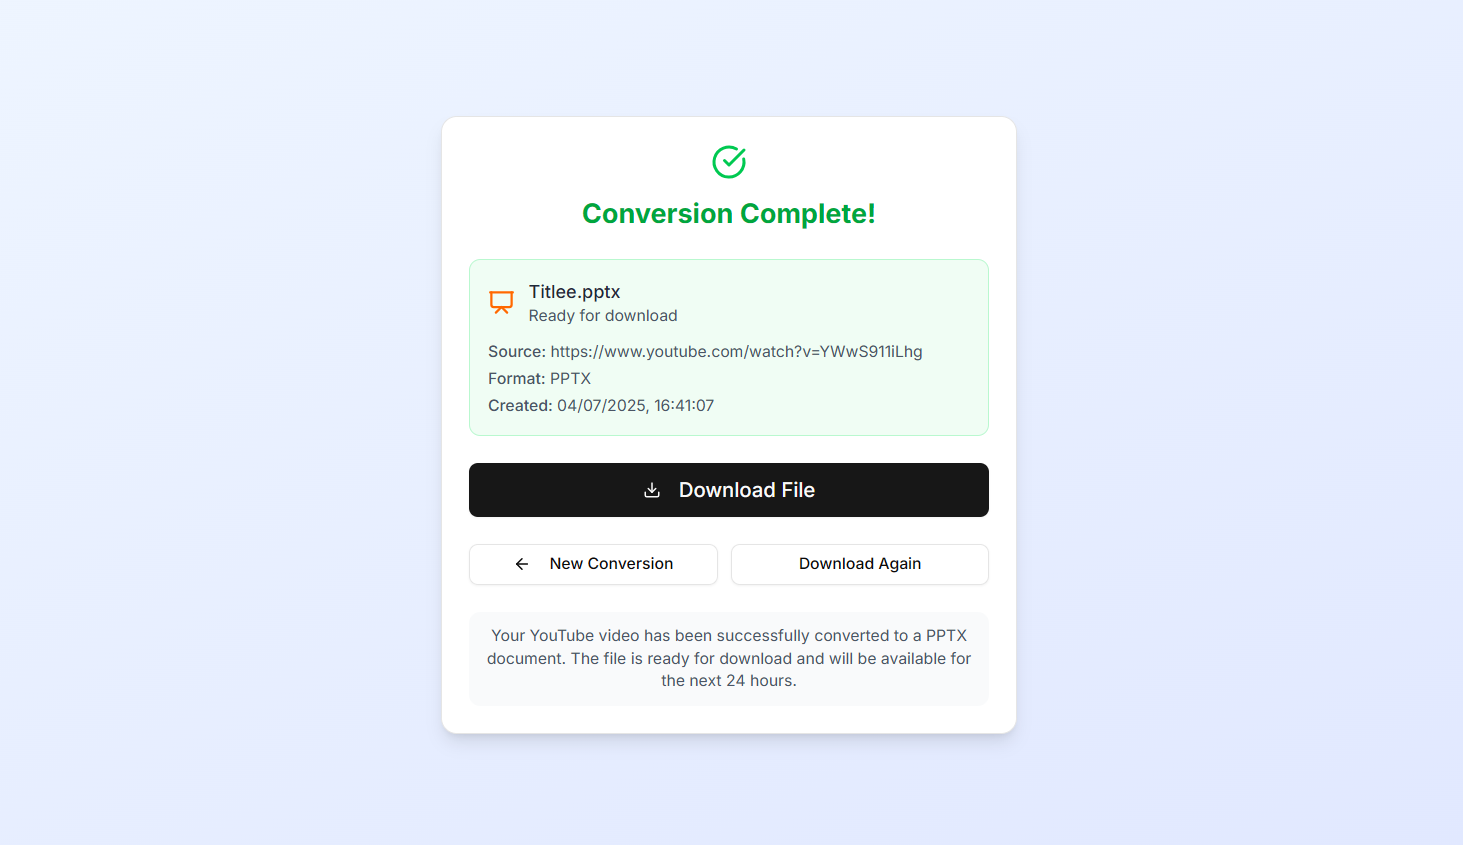 Conversion Complete!
Titlee.pptx
Ready for download
Source: https://www.youtube.com/watch?v=YWwS911iLhg
Format: PPTX
Created: 04/07/2025, 16:41:07
Download File
New Conversion
Download Again
Your YouTube video has been successfully converted to a PPTX
document. The file is ready for download and will be available for
the next 24 hours.